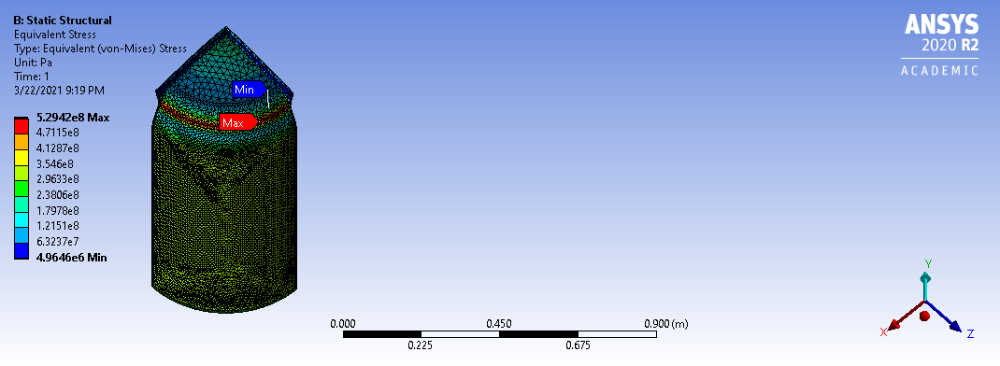 B: Static Structural
Equivalent Stress
Type: Equivalent (von-Mises) Stress
Unit: Pa
Time: 1
3/22/2021 9:19 PM
5.2942e8 Max
4.7115e8
4.1287e8
3.546e8
2.9633e8
2.3806e8
1.7978e8
1.2151e8
6.3237e7
4.9646e6 Min
Min
Max
ANSYS
2020 R2
ACADEMIC
0.000
0.450
0.900 (m)
0.225
0.675
Y
X
Z